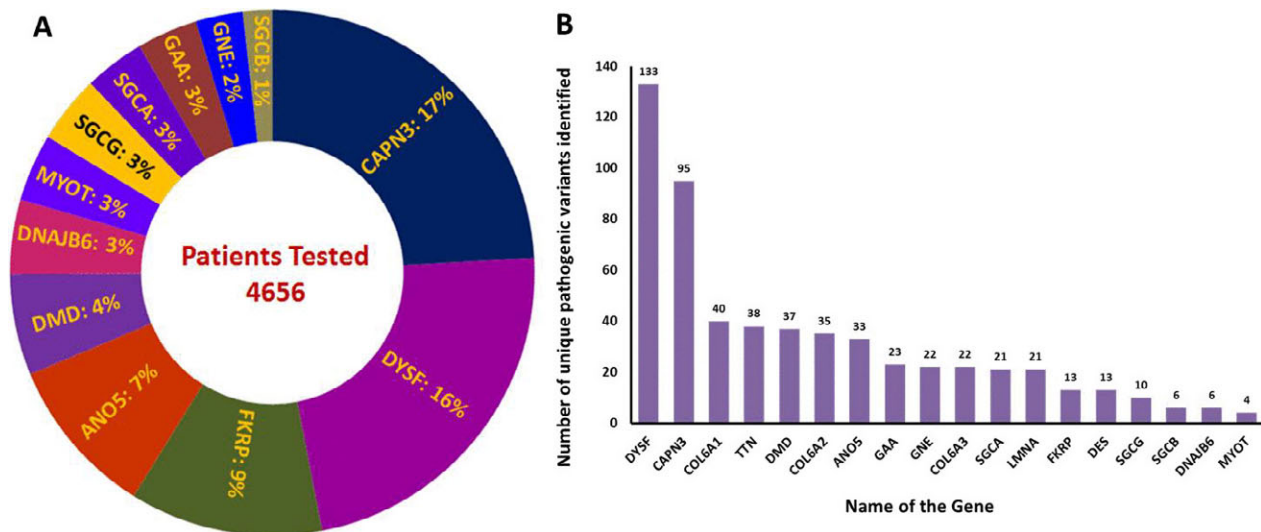 A
CAPN3: 17%
DYSF: 16%
FKRP: 9%
ANO5: 7%
DMD: 4%
DNAJB6: 3%
MYOT: 3%
SGCG: 3%
SGCA: 3%
GAA: 3%
GNE: 2%
SGCB: 1%
Patients Tested
4656
B
Number of unique pathogenic variants identified
140
120
100
80
60
40
20
0
133
95
40
38
37
35
33
23
22
22
21
21
13
13
10
6
6
4
DYSF
CAPN3
COL6A1
TTN
DMD
COL6A2
ANO5
GAA
GNE
COL6A3
SGCA
LMNA
FKRP
DES
SGCG
SGCB
DNAJB6
MYOT
Name of the Gene